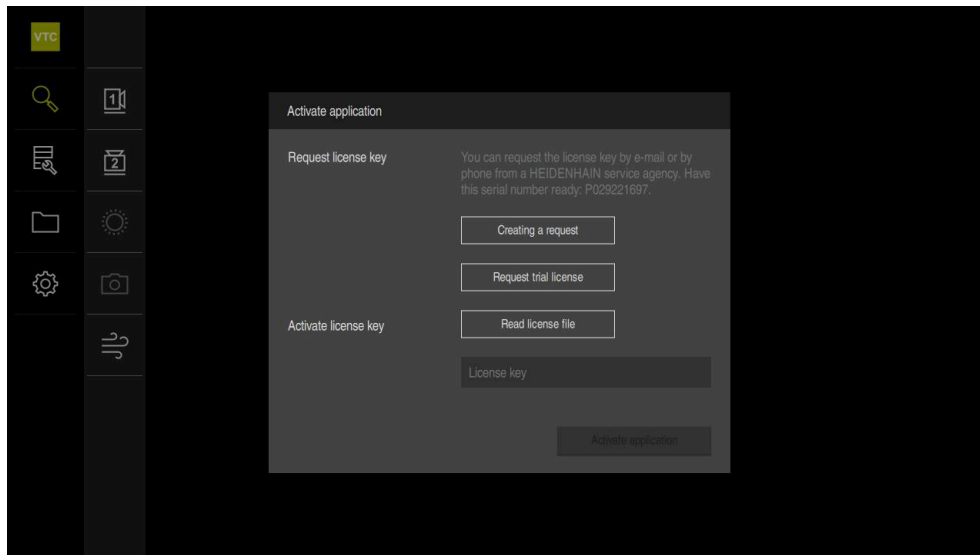 VTC
1
2
Activate application
Request license key
You can request the license key by e-mail or by
phone from a HEIDENHAIN service agency. Have
this serial number ready: P029221697.
Creating a request
Request trial license
Activate license key
Read license file
License key
Activate application